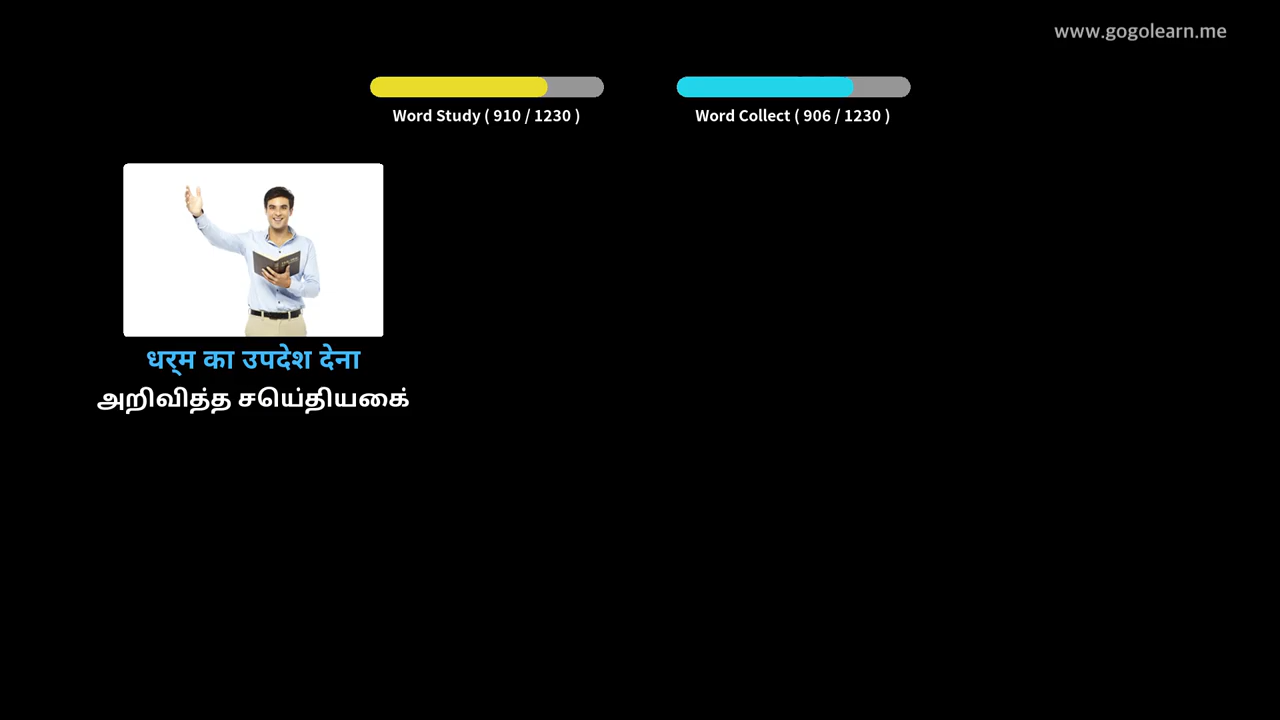 www.gogolearn.me
Word Study ( 910 / 1230 )
Word Collect ( 906 / 1230 )
धर्म का उपदेश देना
அறிவித்த சயெ்தியகை்